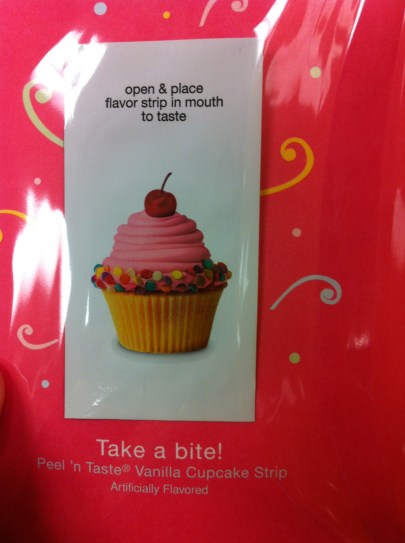 open & place
flavor strip in mouth
to taste
Take a bite!
Peel 'n Taste® Vanilla Cupcake Strip
Artificially Flavored